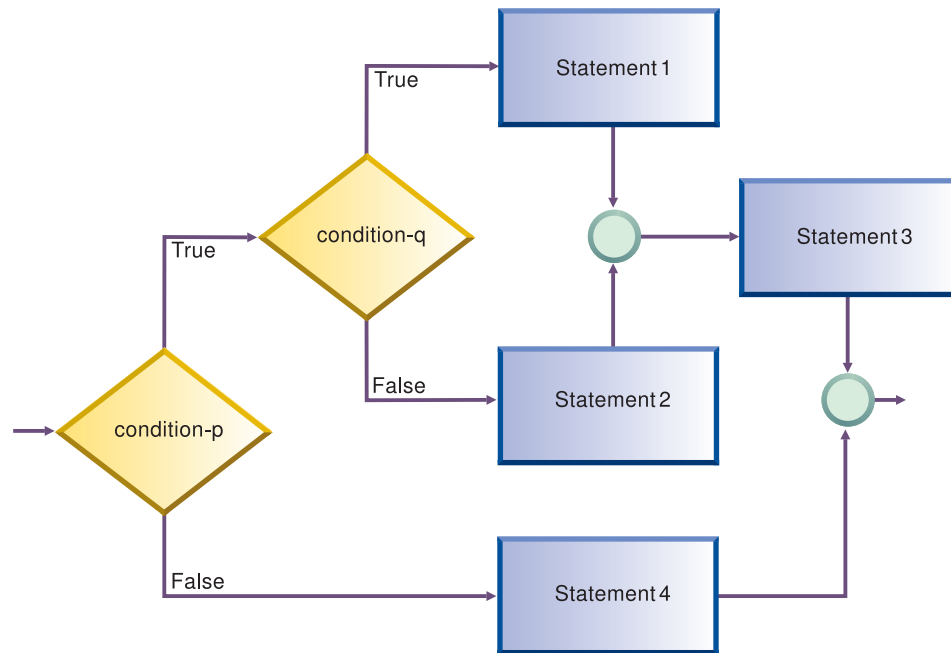 Statement 1
True
condition-q
True
Statement 3
False
Statement 2
condition-p
False
Statement 4